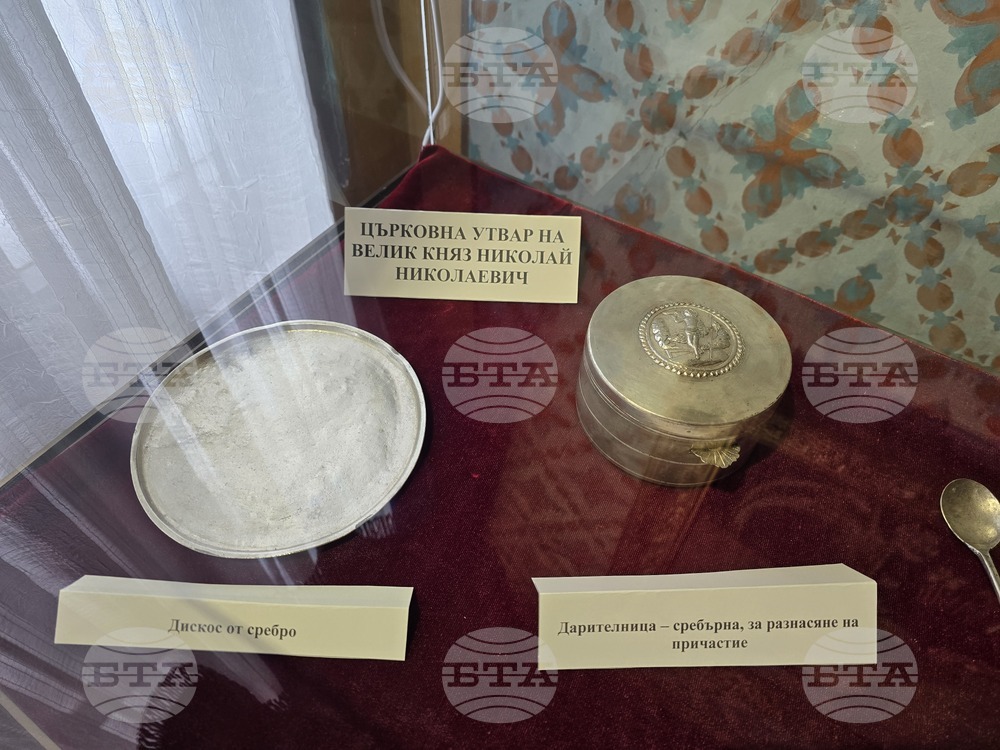 ЦЪРКОВНА УТВАР НА
ВЕЛИК КНЯЗ НИКОЛАЙ
НИКОЛАЕВИЧ
Дискос от сребро
Дарителница – сребърна, за разнасяне на
причастие
БТА
БТА
БТА
БТА
БТА
БТА
БТА
БТА
БТА